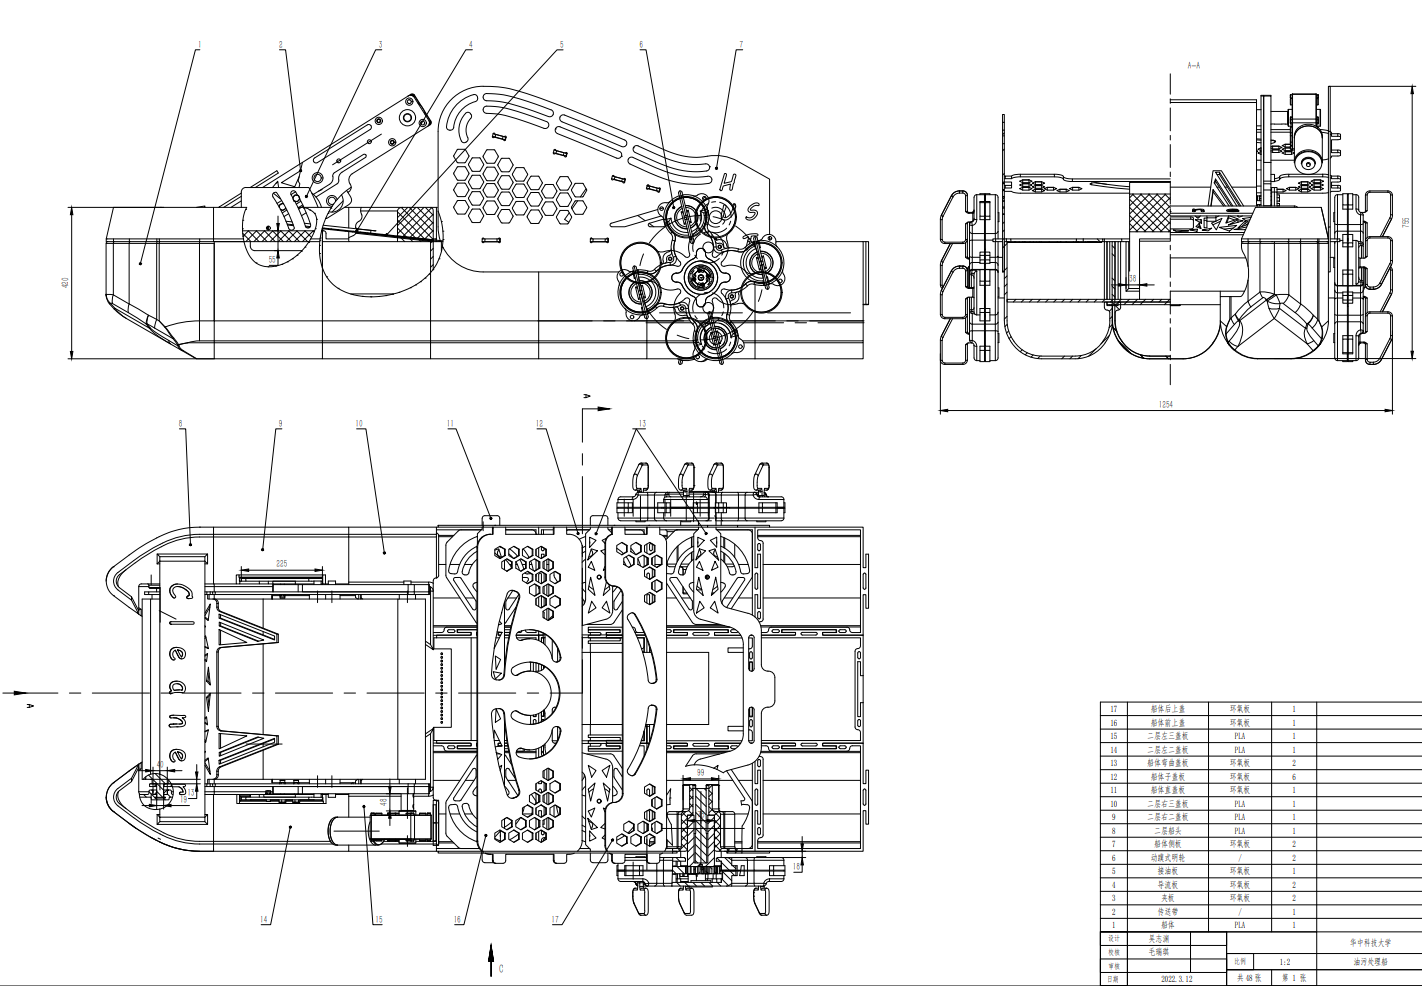 1 2 3 4 5 6 7
A-A
H
S
420
55
38
755
1254
A
8 9 10 11 12 13
225
Cleane
A
40
13
19
48
99
18
14 15 16 17
C
17 船体后上盖 环氧板 1
16 船体前上盖 环氧板 1
15 二层左三盖板 PLA 1
14 二层左二盖板 PLA 1
13 船体弯曲盖板 环氧板 2
12 船体子盖板 环氧板 6
11 船体直盖板 环氧板 1
10 二层右三盖板 PLA 1
9 二层右二盖板 PLA 1
8 二层船头 PLA 1
7 船体侧板 环氧板 2
6 动蹼式明轮 / 2
5 接油板 环氧板 1
4 导流板 环氧板 2
3 夹板 环氧板 2
2 传送带 / 1
1 船体 PLA 1
设计 吴志澜 华中科技大学
校核 毛瑞琪
审核 比例 1:2 油污处理船
日期 2022.3.12 共 48 张 第 1 张